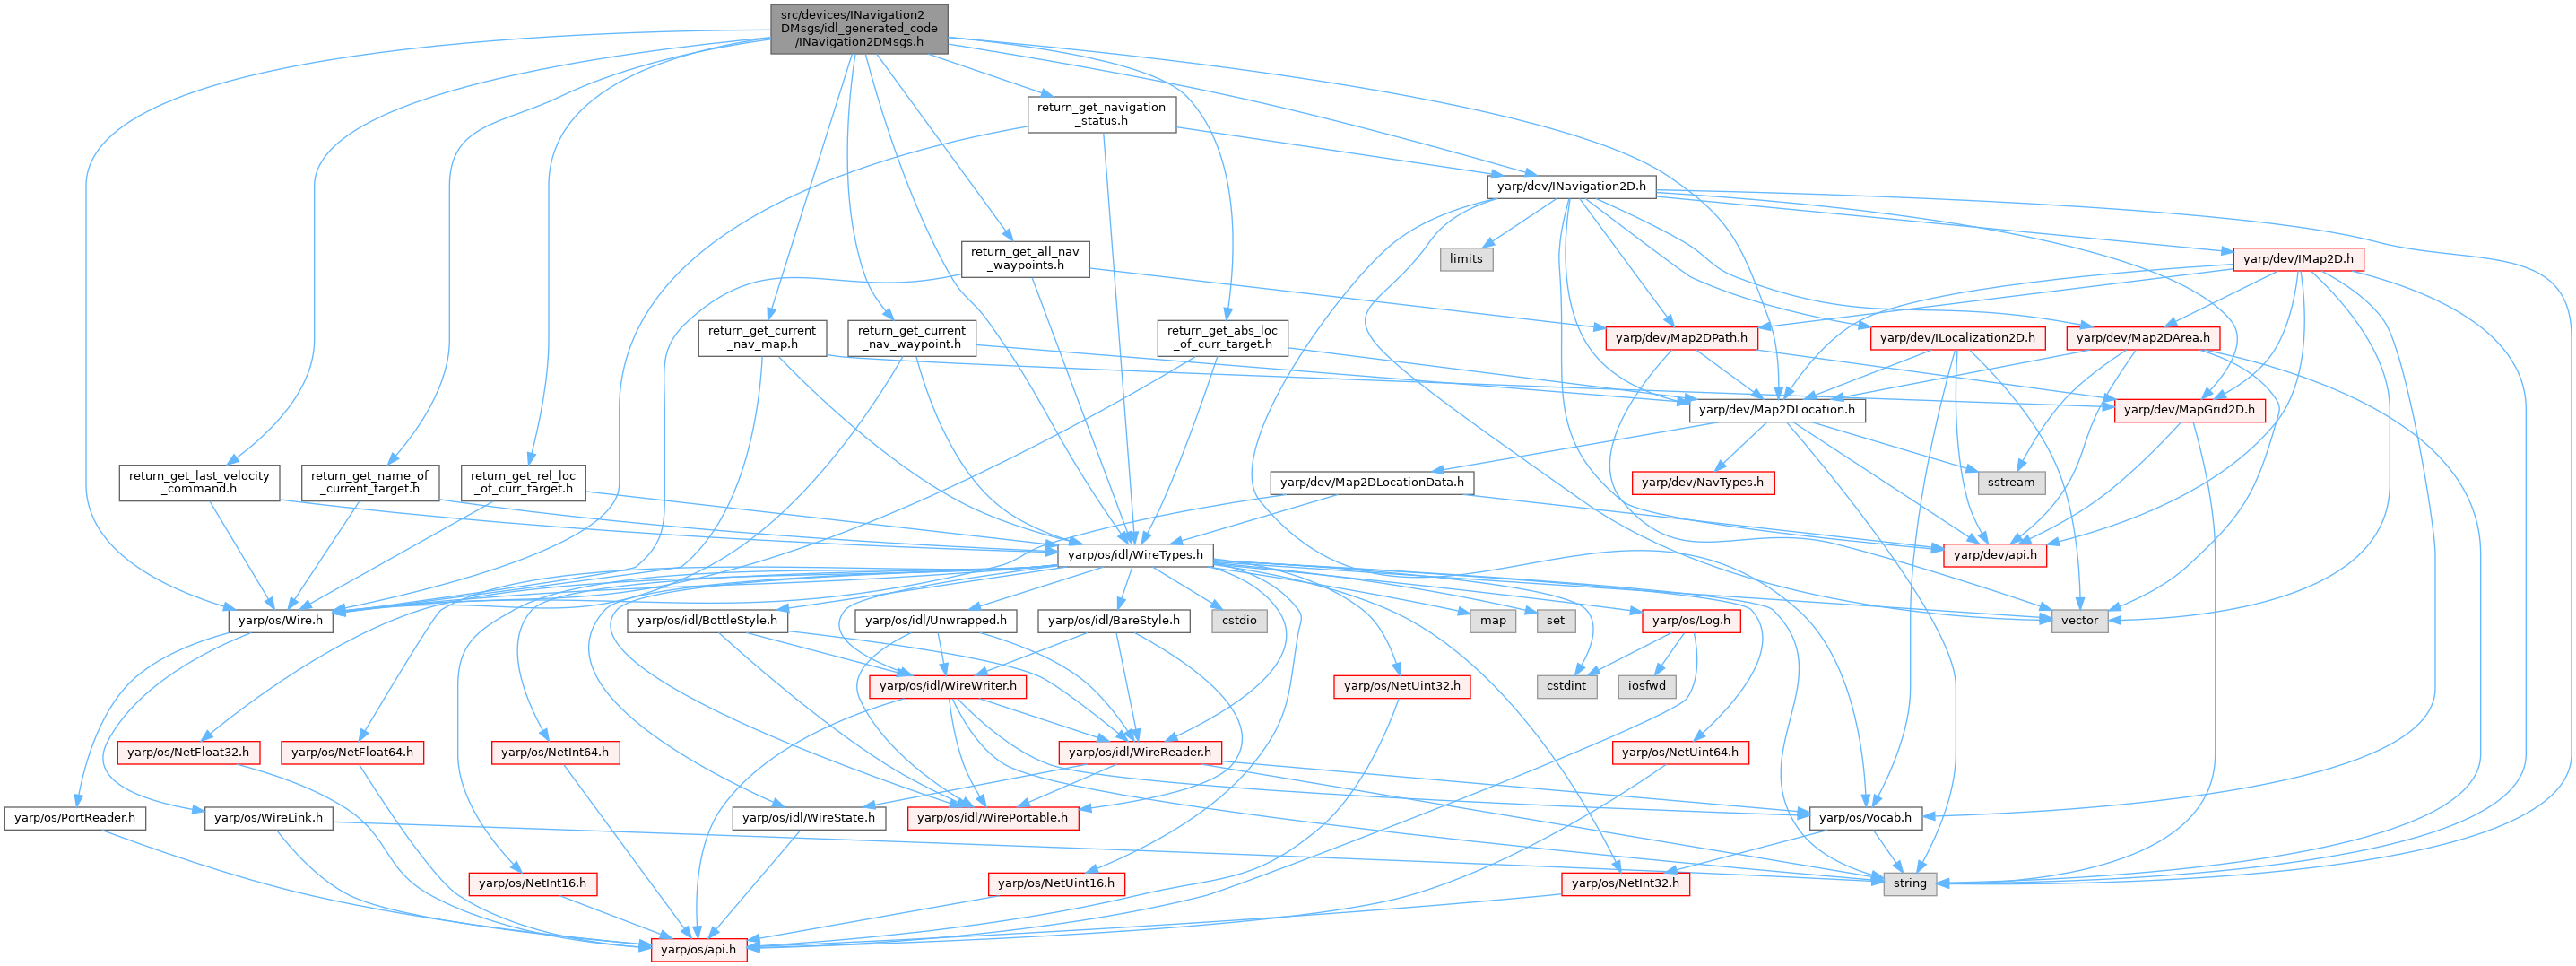 src/devices/INavigation2
DMsgs/idl_generated_code
/INavigation2DMsgs.h
return_get_navigation
_status.h
yarp/dev/INavigation2D.h
return_get_all_nav
_waypoints.h
limits
yarp/dev/IMap2D.h
return_get_current
_nav_map.h
return_get_current
_nav_waypoint.h
return_get_abs_loc
_of_curr_target.h
yarp/dev/Map2DPath.h
yarp/dev/ILocalization2D.h
yarp/dev/Map2DArea.h
yarp/dev/Map2DLocation.h
yarp/dev/MapGrid2D.h
return_get_last_velocity
_command.h
return_get_name_of
_current_target.h
return_get_rel_loc
_of_curr_target.h
yarp/dev/Map2DLocationData.h
yarp/dev/NavTypes.h
sstream
yarp/os/idl/WireTypes.h
yarp/dev/api.h
yarp/os/Wire.h
yarp/os/idl/BottleStyle.h
yarp/os/idl/Unwrapped.h
yarp/os/idl/BareStyle.h
cstdio
map
set
yarp/os/Log.h
vector
yarp/os/idl/WireWriter.h
yarp/os/NetUint32.h
cstdint
iosfwd
yarp/os/NetFloat32.h
yarp/os/NetFloat64.h
yarp/os/NetInt64.h
yarp/os/idl/WireReader.h
yarp/os/NetUint64.h
yarp/os/PortReader.h
yarp/os/WireLink.h
yarp/os/idl/WireState.h
yarp/os/idl/WirePortable.h
yarp/os/Vocab.h
yarp/os/NetInt16.h
yarp/os/NetUint16.h
yarp/os/NetInt32.h
string
yarp/os/api.h